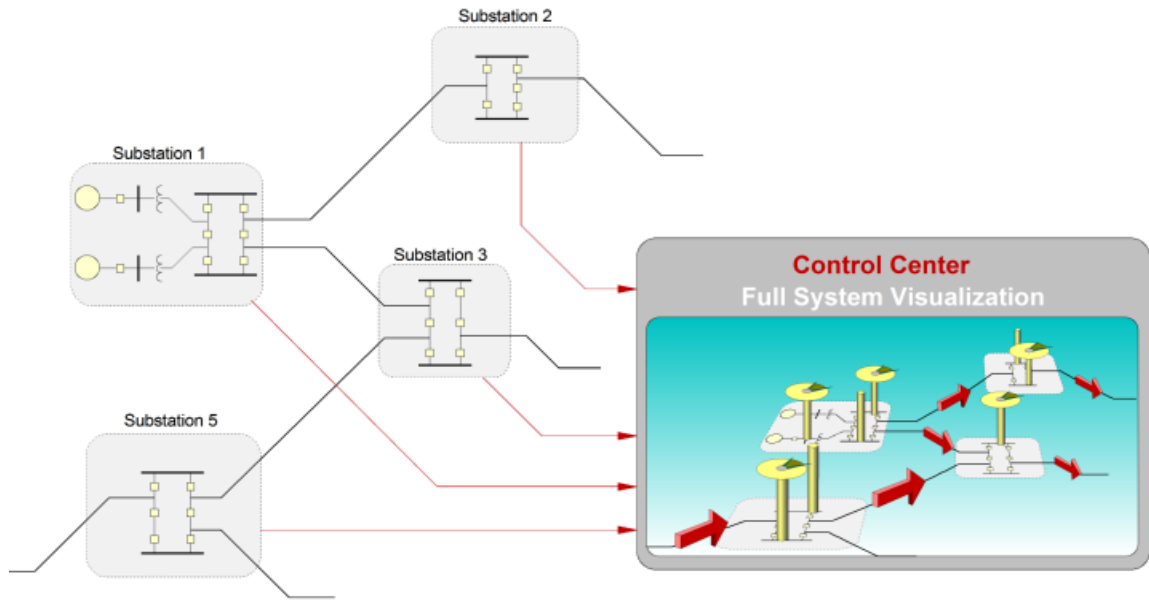 Substation 2
Substation 1
Substation 3
Control Center
Full System Visualization
Substation 5